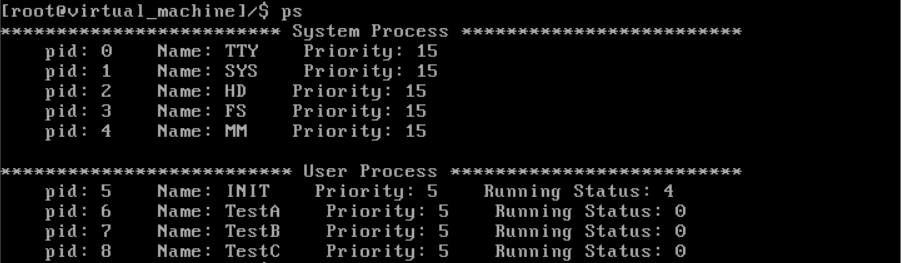 [root@virtual_machine]/$ ps
************************* System Process *************************
    pid: 0    Name: TTY    Priority: 15
    pid: 1    Name: SYS    Priority: 15
    pid: 2    Name: HD    Priority: 15
    pid: 3    Name: FS    Priority: 15
    pid: 4    Name: MM    Priority: 15
************************** User Process **************************
    pid: 5    Name: INIT    Priority: 5    Running Status: 4
    pid: 6    Name: TestA    Priority: 5    Running Status: 0
    pid: 7    Name: TestB    Priority: 5    Running Status: 0
    pid: 8    Name: TestC    Priority: 5    Running Status: 0